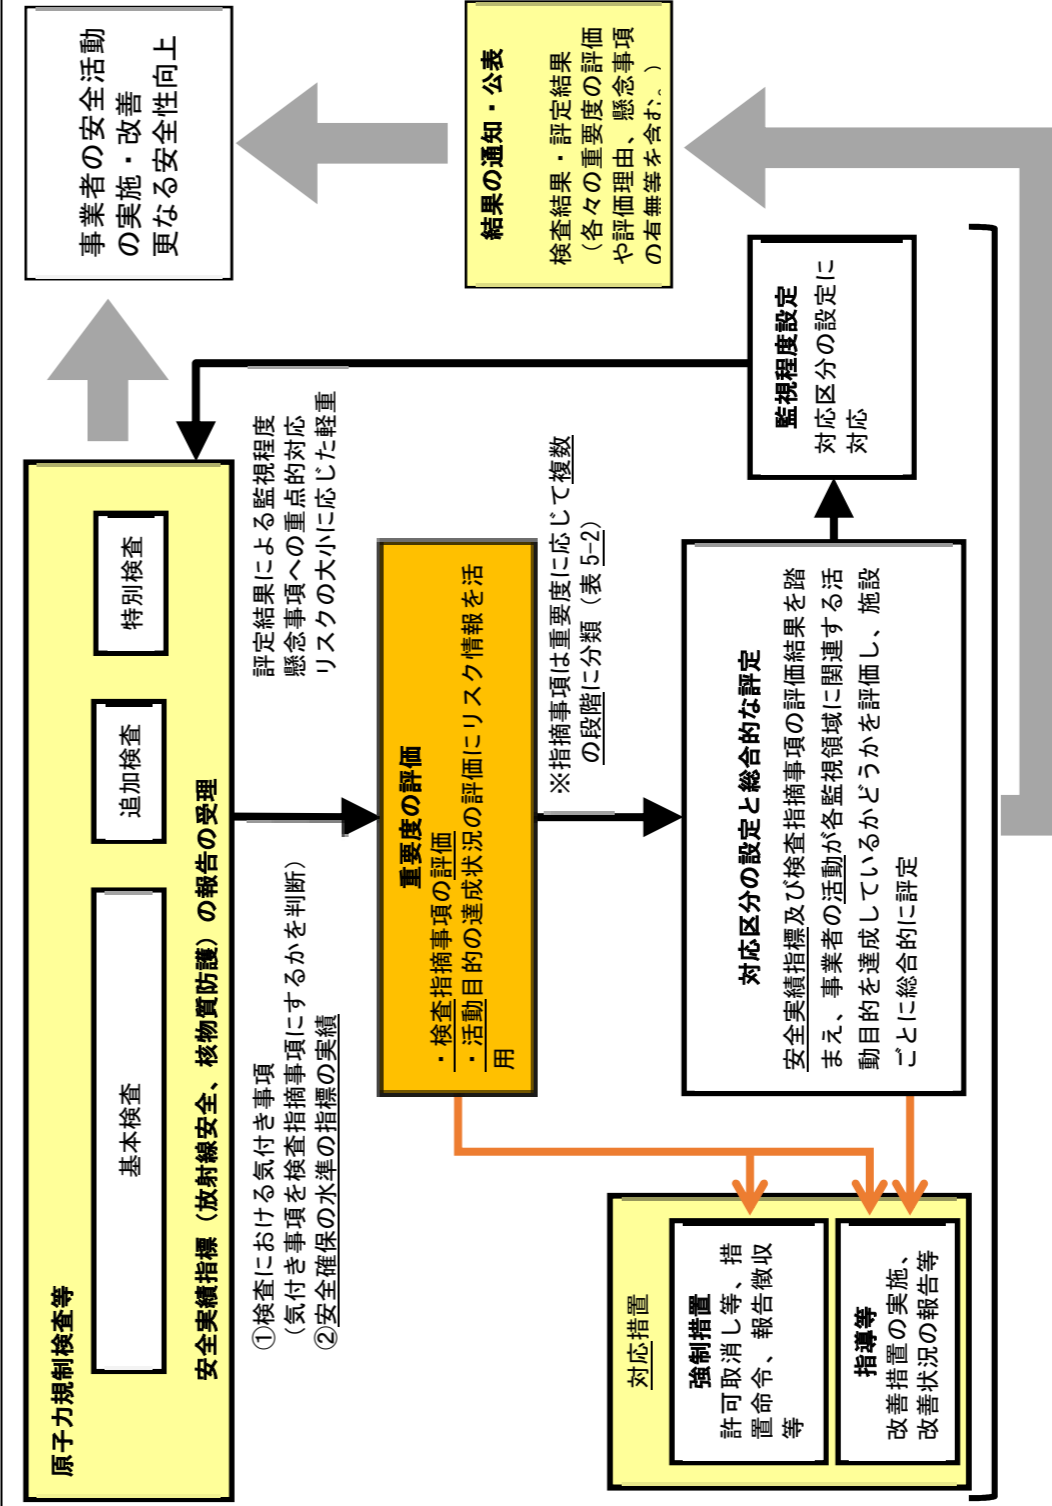 原子力規制検査等
基本検査
追加検査
特別検査
安全実績指標（放射線安全、核物質防護）の報告の受理
事業者の安全活動
の実施・改善
更なる安全性向上
①検査における気付き事項
（気付き事項を検査指摘事項にするかを判断）
②安全確保の水準の指標の実績
評定結果による監視程度
懸念事項への重点的対応
リスクの大小に応じた軽重
重要度の評価
・検査指摘事項の評価
・活動目的の達成状況の評価にリスク情報を活
用
結果の通知・公表
検査結果・評定結果
（各々の重要度の評価
や評価理由、懸念事項
の有無等を含む。）
※指摘事項は重要度に応じて複数
の段階に分類（表 5-2）
対応区分の設定と総合的な評定
安全実績指標及び検査指摘事項の評価結果を踏
まえ、事業者の活動が各監視領域に関連する活
動目的を達成しているかどうかを評価し、施設
ごとに総合的に評定
監視程度設定
対応区分の設定に
対応
対応措置
強制措置
許可取消し等、措
置命令、報告徴収
等
指導等
改善措置の実施、
改善状況の報告等